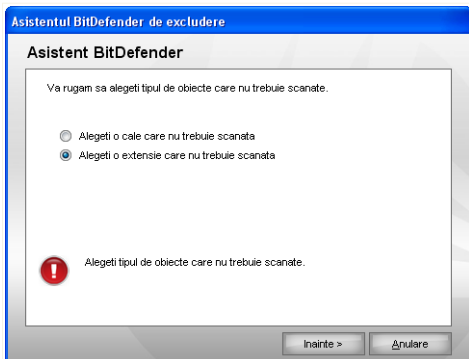 Asistentul BitDefender de excludere
Asistent BitDefender
Va rugam sa alegeti tipul de obiecte care nu trebuie scanate.
Alegeti o cale care nu trebuie scanata
Alegeti o extensie care nu trebuie scanata
Alegeti tipul de obiecte care nu trebuie scanate.
Inainte >
Anulare